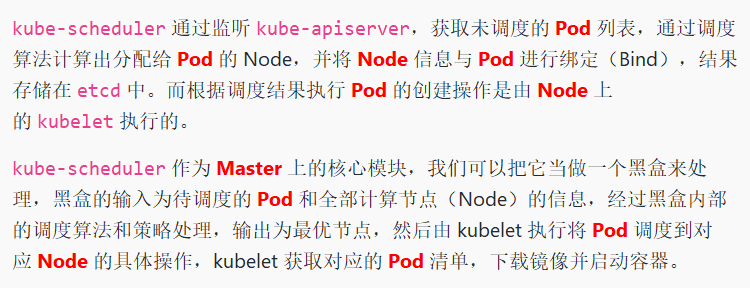 kube-scheduler 通过监听 kube-apiserver，获取未调度的 Pod 列表，通过调度
算法计算出分配给 Pod 的 Node，并将 Node 信息与 Pod 进行绑定（Bind），结果
存储在 etcd 中。而根据调度结果执行 Pod 的创建操作是由 Node 上
的 kubelet 执行的。
kube-scheduler 作为 Master 上的核心模块，我们可以把它当做一个黑盒来处
理，黑盒的输入为待调度的 Pod 和全部计算节点（Node）的信息，经过黑盒内部
的调度算法和策略处理，输出为最优节点，然后由 kubelet 执行将 Pod 调度到对
应 Node 的具体操作，kubelet 获取对应的 Pod 清单，下载镜像并启动容器。